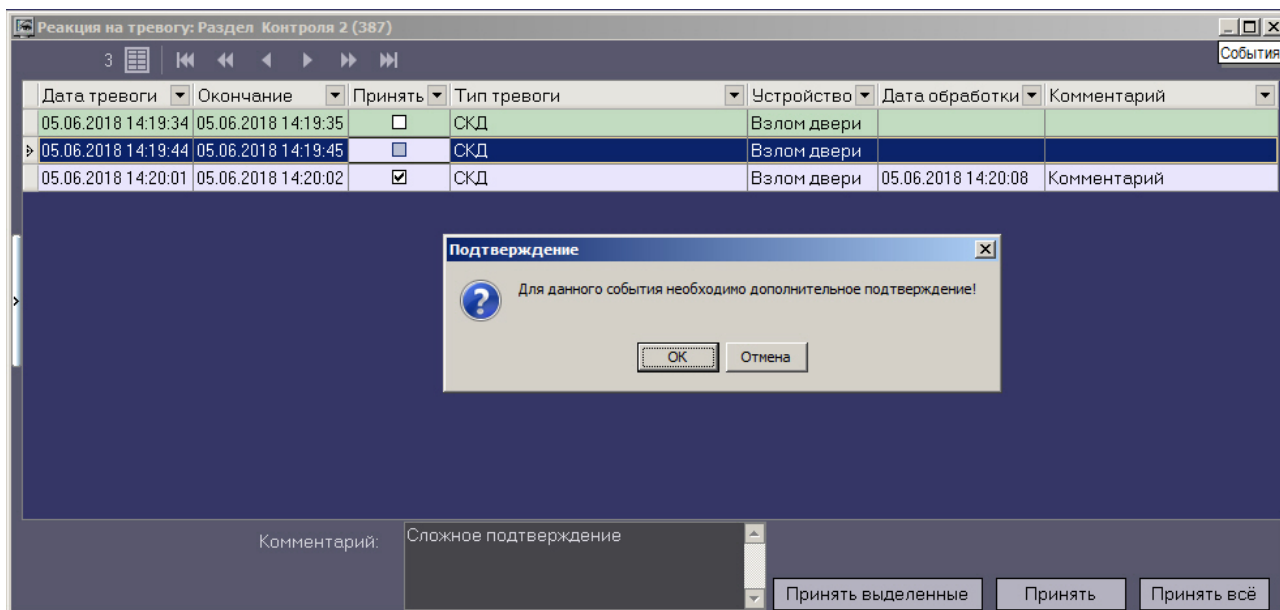 Реакция на тревогу: Раздел Контроля 2 (387)
События
3
Дата тревоги Окончание Принять Тип тревоги Устройство Дата обработки Комментарий
05.06.2018 14:19:34 05.06.2018 14:19:35 СКД Взлом двери
05.06.2018 14:19:44 05.06.2018 14:19:45 СКД Взлом двери
05.06.2018 14:20:01 05.06.2018 14:20:02 СКД Взлом двери 05.06.2018 14:20:08 Комментарий
Подтверждение
Для данного события необходимо дополнительное подтверждение!
OK Отмена
Комментарий: Сложное подтверждение
Принять выделенные Принять Принять всё